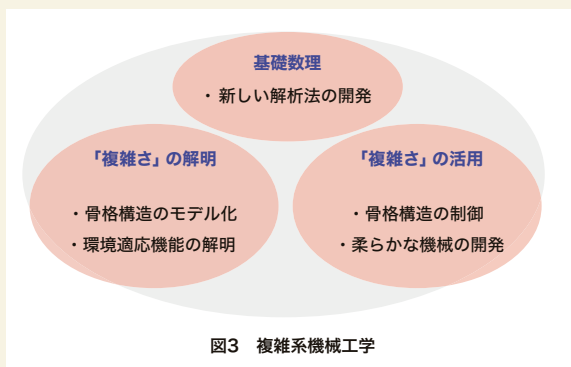 基礎数理
・新しい解析法の開発
「複雑さ」の解明
・骨格構造のモデル化
・環境適応機能の解明
「複雑さ」の活用
・骨格構造の制御
・柔らかな機械の開発
図3 複雑系機械工学